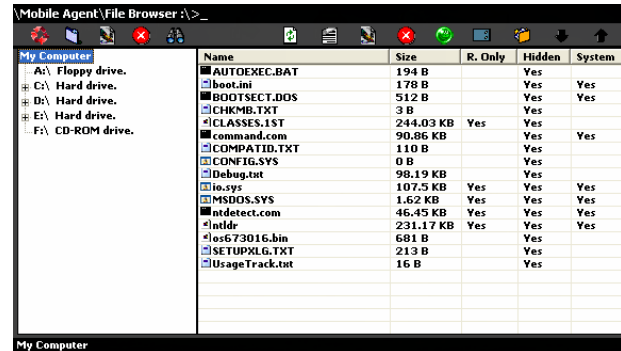 \Mobile Agent\File Browser :\>_
My Computer
A:\ Floppy drive.
C:\ Hard drive.
D:\ Hard drive.
E:\ Hard drive.
F:\ CD-ROM drive.
Name Size R. Only Hidden System
AUTOEXEC.BAT 194 B Yes
boot.ini 178 B Yes Yes
BOOTSECT.DOS 512 B Yes Yes
CHKMB.TXT 3 B Yes
CLASSES.1ST 244.03 KB Yes Yes
command.com 90.86 KB Yes Yes
COMPATID.TXT 110 B Yes
CONFIG.SYS 0 B Yes
Debug.txt 98.19 KB Yes
io.sys 107.5 KB Yes Yes Yes
MSDOS.SYS 1.62 KB Yes Yes Yes
ntdetect.com 46.45 KB Yes Yes Yes
ntldr 231.17 KB Yes Yes Yes
os673016.bin 681 B Yes
SETUPXLG.TXT 213 B Yes
UsageTrack.txt 16 B Yes
My Computer